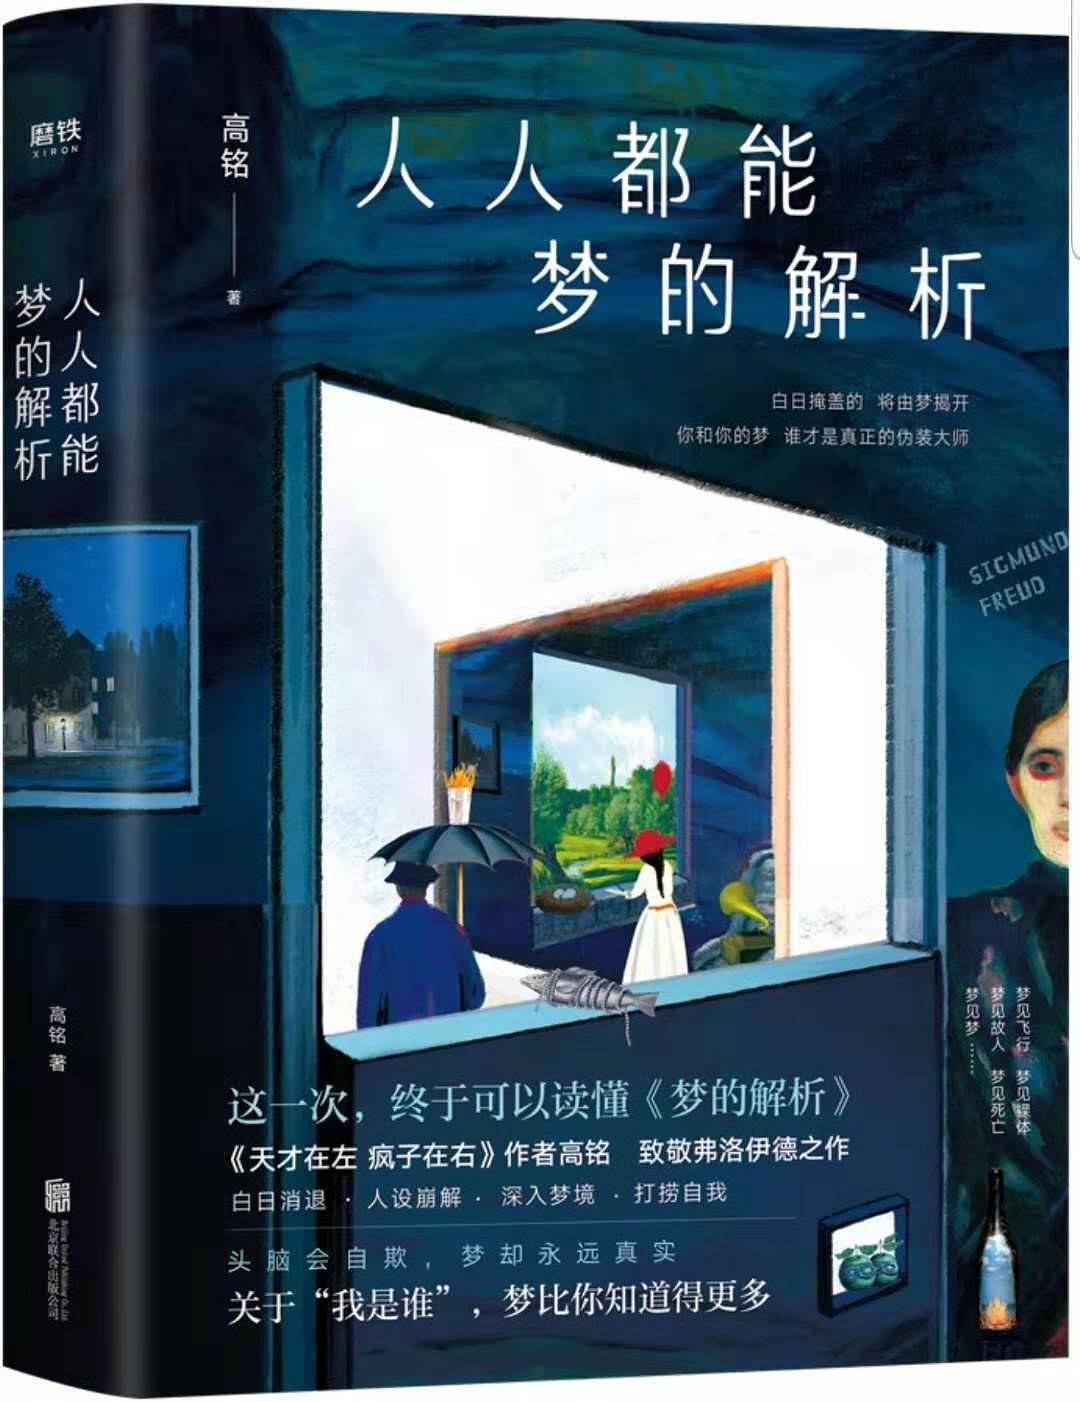 磨铁
XIRON
人人都能
梦的解析
高铭 著
北京联合出版公司
Beijing United Publishing Co.,Ltd.
高铭——著
人人都能
梦的解析
白日掩盖的 将由梦揭开
你和你的梦 谁才是真正的伪装大师
SIGMUND
FREUD
梦见飞行 梦见裸体
梦见故人 梦见死亡
梦见梦……
这一次，终于可以读懂《梦的解析》
《天才在左 疯子在右》作者高铭 致敬弗洛伊德之作
白日消退 · 人设崩解 · 深入梦境 · 打捞自我
头脑会自欺，梦却永远真实
关于“我是谁”，梦比你知道得更多